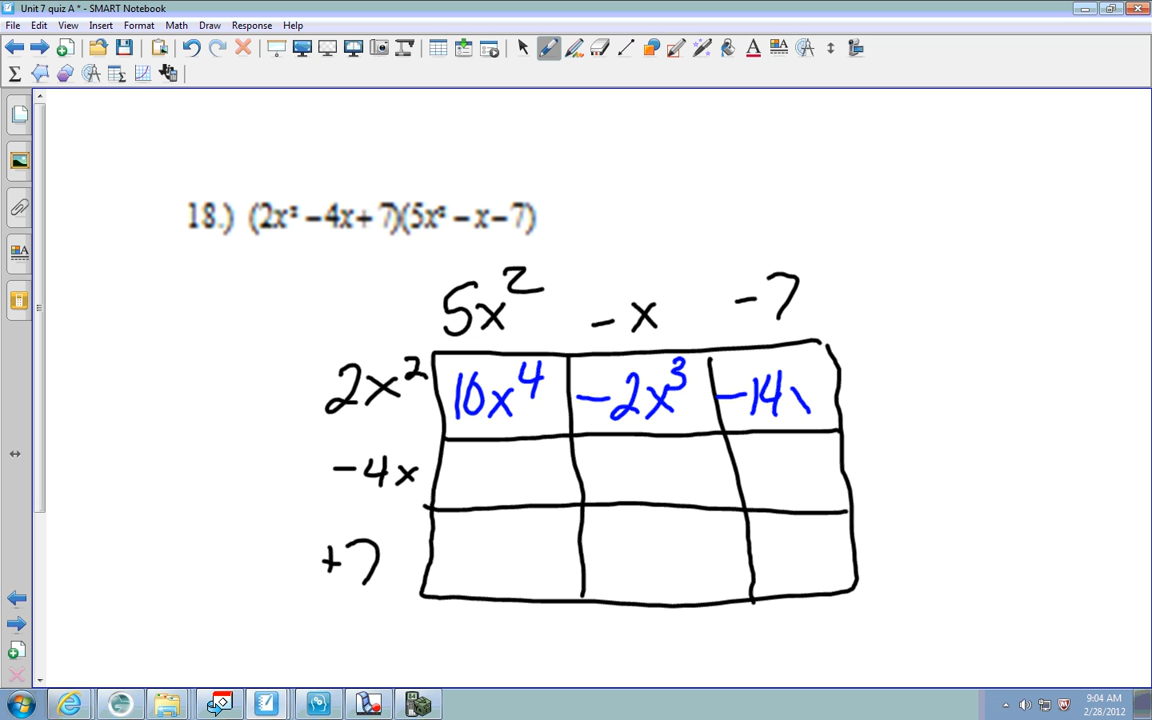 Unit 7 quiz A * - SMART Notebook
File Edit View Insert Format Math Draw Response Help
18.) (2x² −4x+ 7)(5x² −x−7)
5x² − x − 7
2x² 10x⁴ −2x³ −14
−4x
+7
9:04 AM
2/28/2012